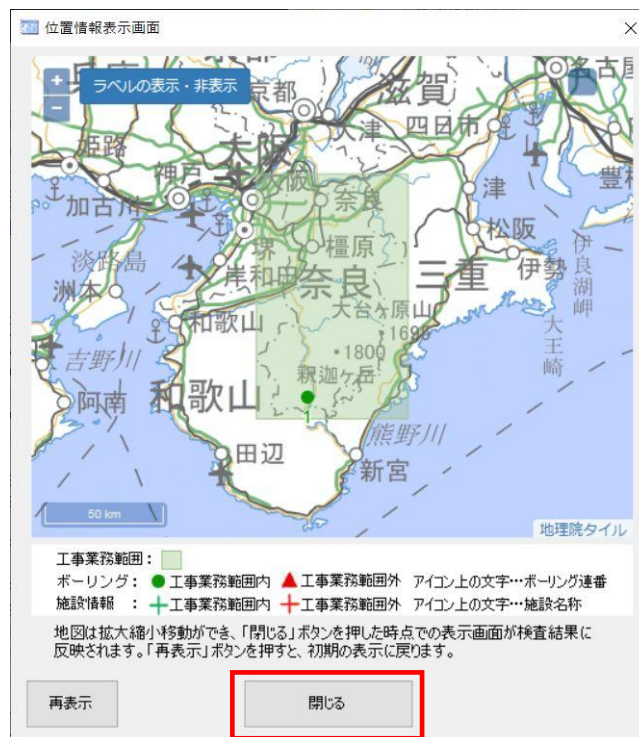 位置情報表示画面
×
+
ラベルの表示・非表示
−
京都
滋賀
名古屋
大津
四日市
姫路
大阪
神戸
大阪
津
豊橋
加古川
奈良
松阪
堺
橿原
淡路島
岸和田
奈良
三重
伊勢
伊良湖岬
洲本
大台ヶ原山
・1695
大王崎
和歌山
・1800
吉野川
釈迦ヶ岳
阿南
和歌山
1
熊野川
田辺
新宮
50 km
地理院タイル
工事業務範囲：
ボーリング： 工事業務範囲内 工事業務範囲外 アイコン上の文字…ボーリング連番
施設情報 ： 工事業務範囲内 工事業務範囲外 アイコン上の文字…施設名称
地図は拡大縮小移動ができ、「閉じる」ボタンを押した時点での表示画面が検査結果に
反映されます。「再表示」ボタンを押すと、初期の表示に戻ります。
再表示
閉じる